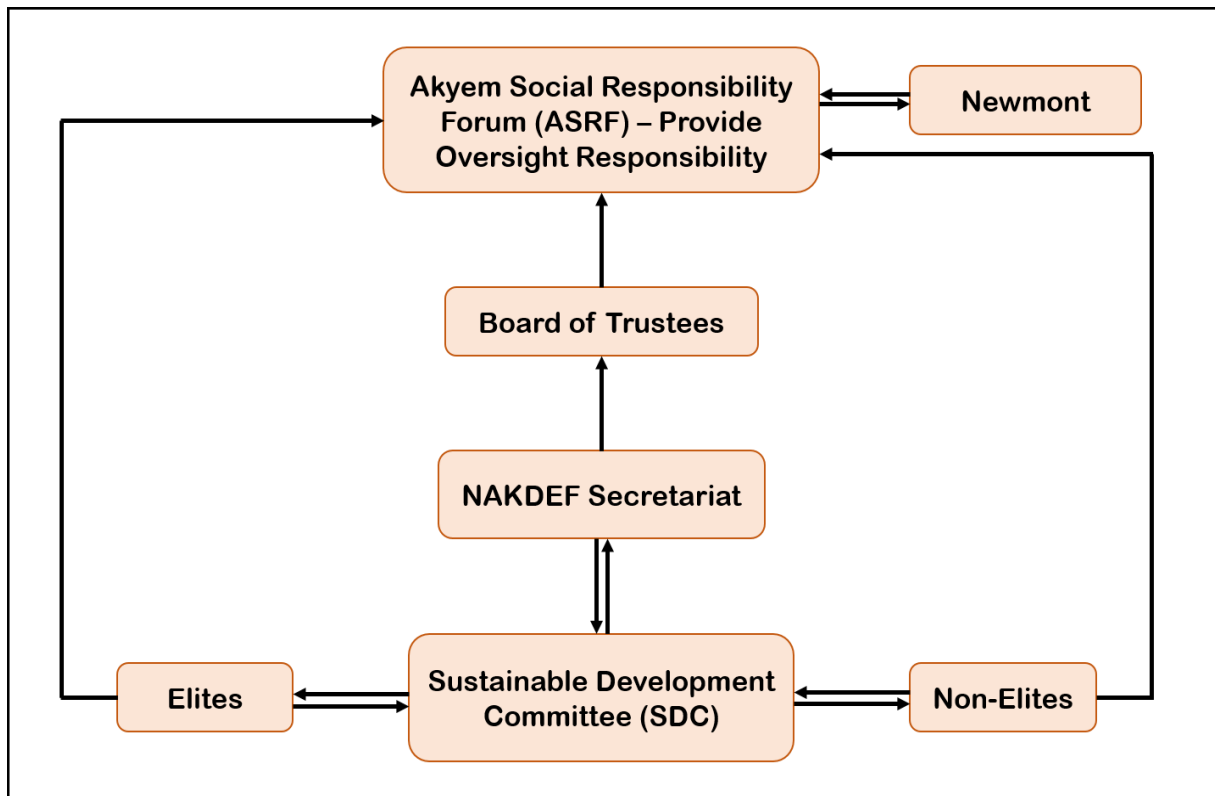 Akyem Social Responsibility
Forum (ASRF) – Provide
Oversight Responsibility
Newmont
Board of Trustees
NAKDEF Secretariat
Elites
Sustainable Development
Committee (SDC)
Non-Elites